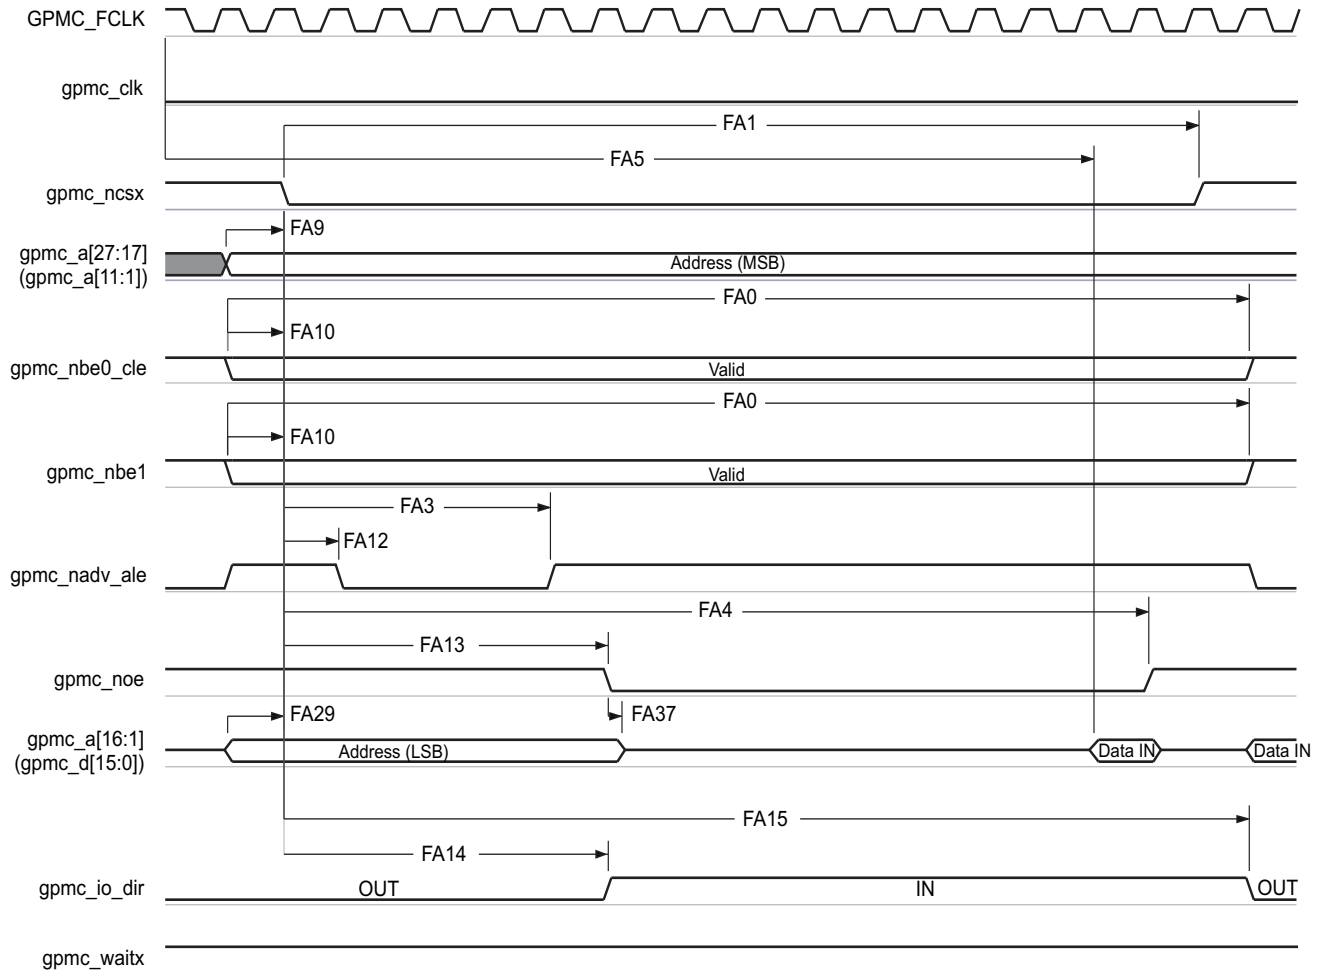 GPMC_FCLK
gpmc_clk
FA1
FA5
gpmc_ncsx
FA9
gpmc_a[27:17]
(gpmc_a[11:1])
Address (MSB)
FA0
FA10
gpmc_nbe0_cle
Valid
FA0
FA10
gpmc_nbe1
Valid
FA3
FA12
gpmc_nadv_ale
FA4
FA13
gpmc_noe
FA29
FA37
gpmc_a[16:1]
(gpmc_d[15:0])
Address (LSB)
Data IN
Data IN
FA15
FA14
gpmc_io_dir
OUT
IN
OUT
gpmc_waitx